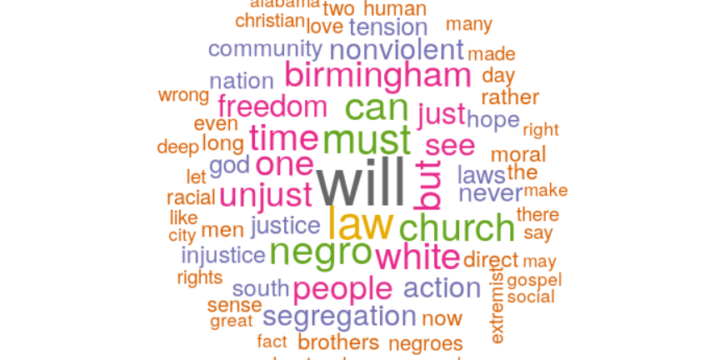 alabama two human
christian love tension many
community nonviolent made
nation birmingham day
wrong freedom can just rather
even hope right
deep long time must see moral
let god one will but laws the
racial unjust never make
like men justice law church there
city say
injustice negro white direct may
rights south people action extremist gospel
sense social
great segregation now
fact brothers negroes